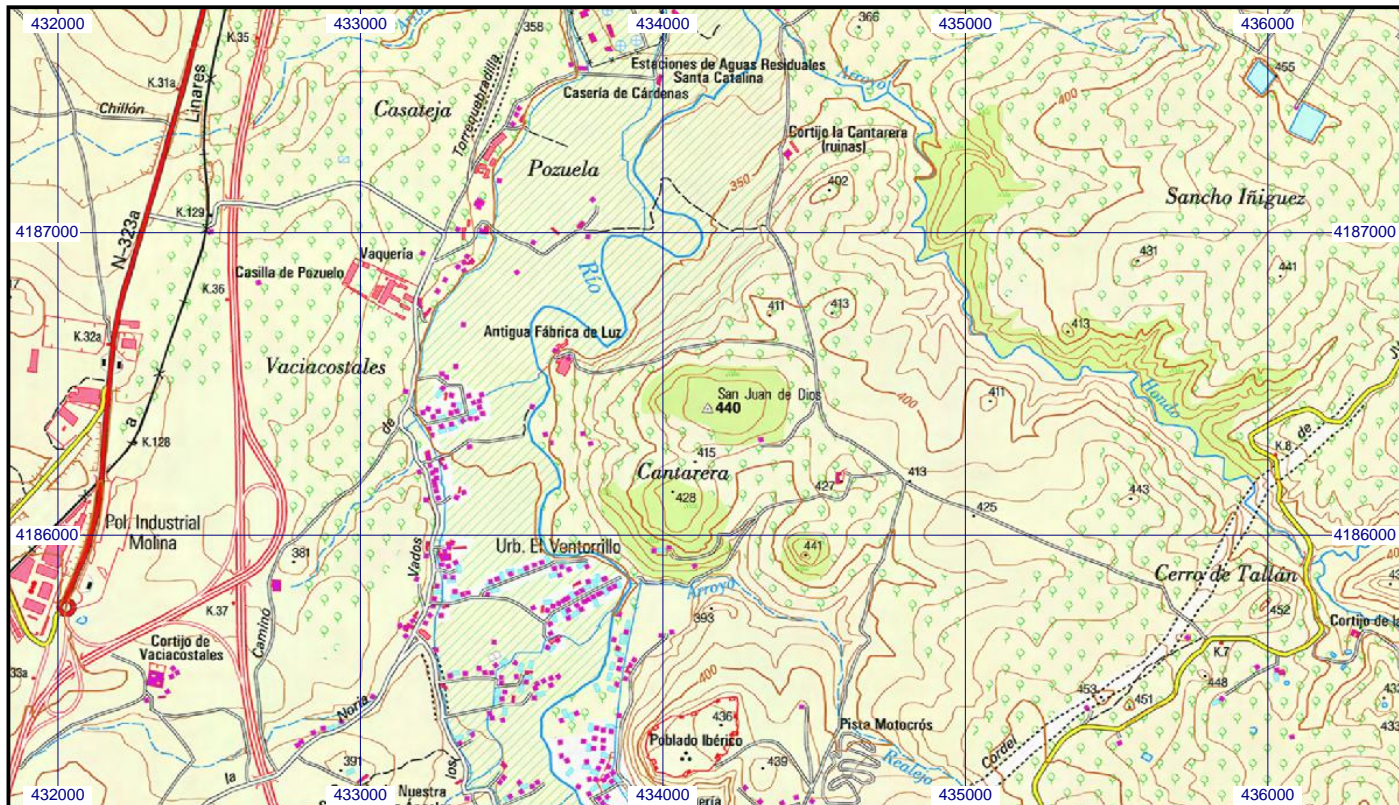 432000
433000
434000
435000
436000
K.35
358
366
Arroyo
Estaciones de Aguas Residuales
Santa Catalina
455
K.31a
Linares
Casería de Cárdenas
Chillón
Casateja
Torrequebradilla
400
Cortijo la Cantarera
(ruinas)
Pozuela
350
402
Sancho Iñiguez
K.129
4187000
4187000
N-323a
Vaquería
Río
431
441
Casilla de Pozuelo
K.36
411
413
413
Antigua Fábrica de Luz
K.32a
Vaciacostales
San Juan de Dios
440
400
411
Hondo
de
a
K.128
415
Cantarera
428
427
413
K.8
de
443
425
Pol. Industrial
Molina
4186000
4186000
381
Vados
Urb. El Ventorrillo
441
Arroyo
Cerro de Tallán
452
K.37
Camino
393
Cortijo de
Vaciacostales
Cortijo de la
K.7
33a
400
448
453
451
Noria
436
Poblado Ibérico
Pista Motocrós
Realejo
Cordel
439
391
la
los
Nuestra
432000
433000
434000
435000
436000